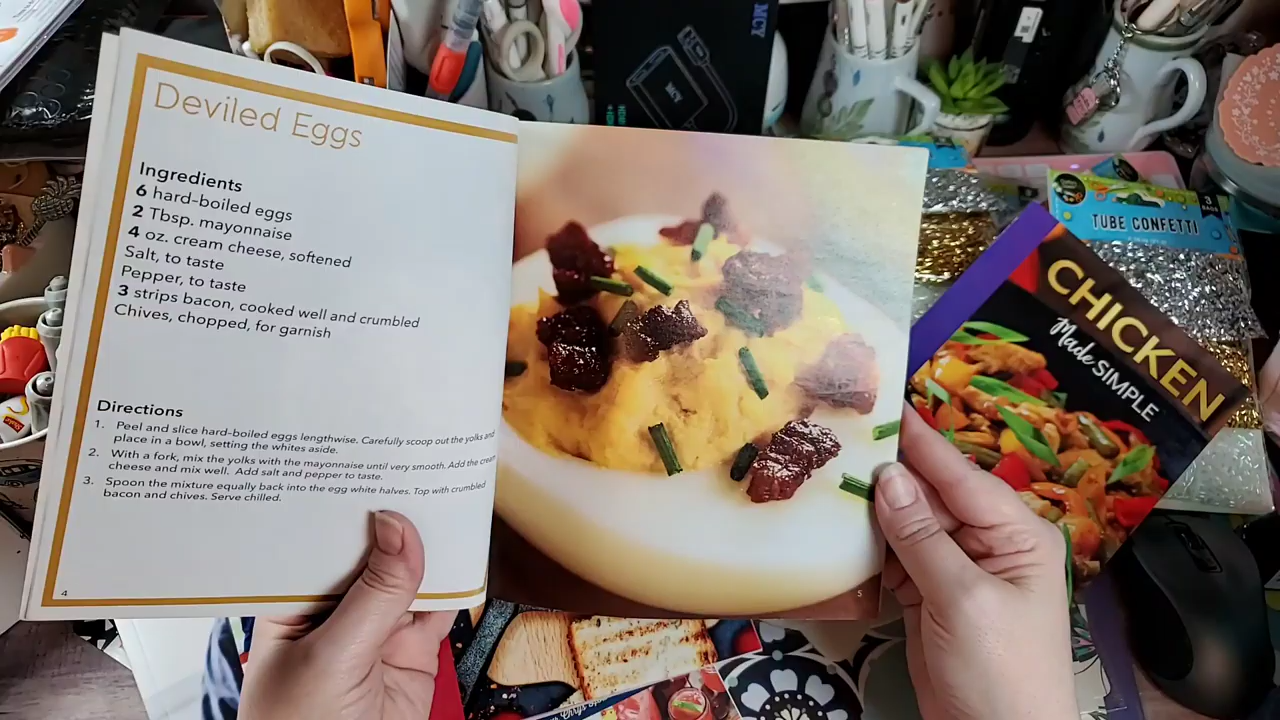 Deviled Eggs
Ingredients
6 hard-boiled eggs
2 Tbsp. mayonnaise
4 oz. cream cheese, softened
Salt, to taste
Pepper, to taste
3 strips bacon, cooked well and crumbled
Chives, chopped, for garnish
Directions
1. Peel and slice hard-boiled eggs lengthwise. Carefully scoop out the yolks and
place in a bowl, setting the whites aside.
2. With a fork, mix the yolks with the mayonnaise until very smooth. Add the cream
cheese and mix well. Add salt and pepper to taste.
3. Spoon the mixture equally back into the egg white halves. Top with crumbled
bacon and chives. Serve chilled.
4
5
CHICKEN
Made SIMPLE
TUBE CONFETTI
3
BAGS
MCY
MCY